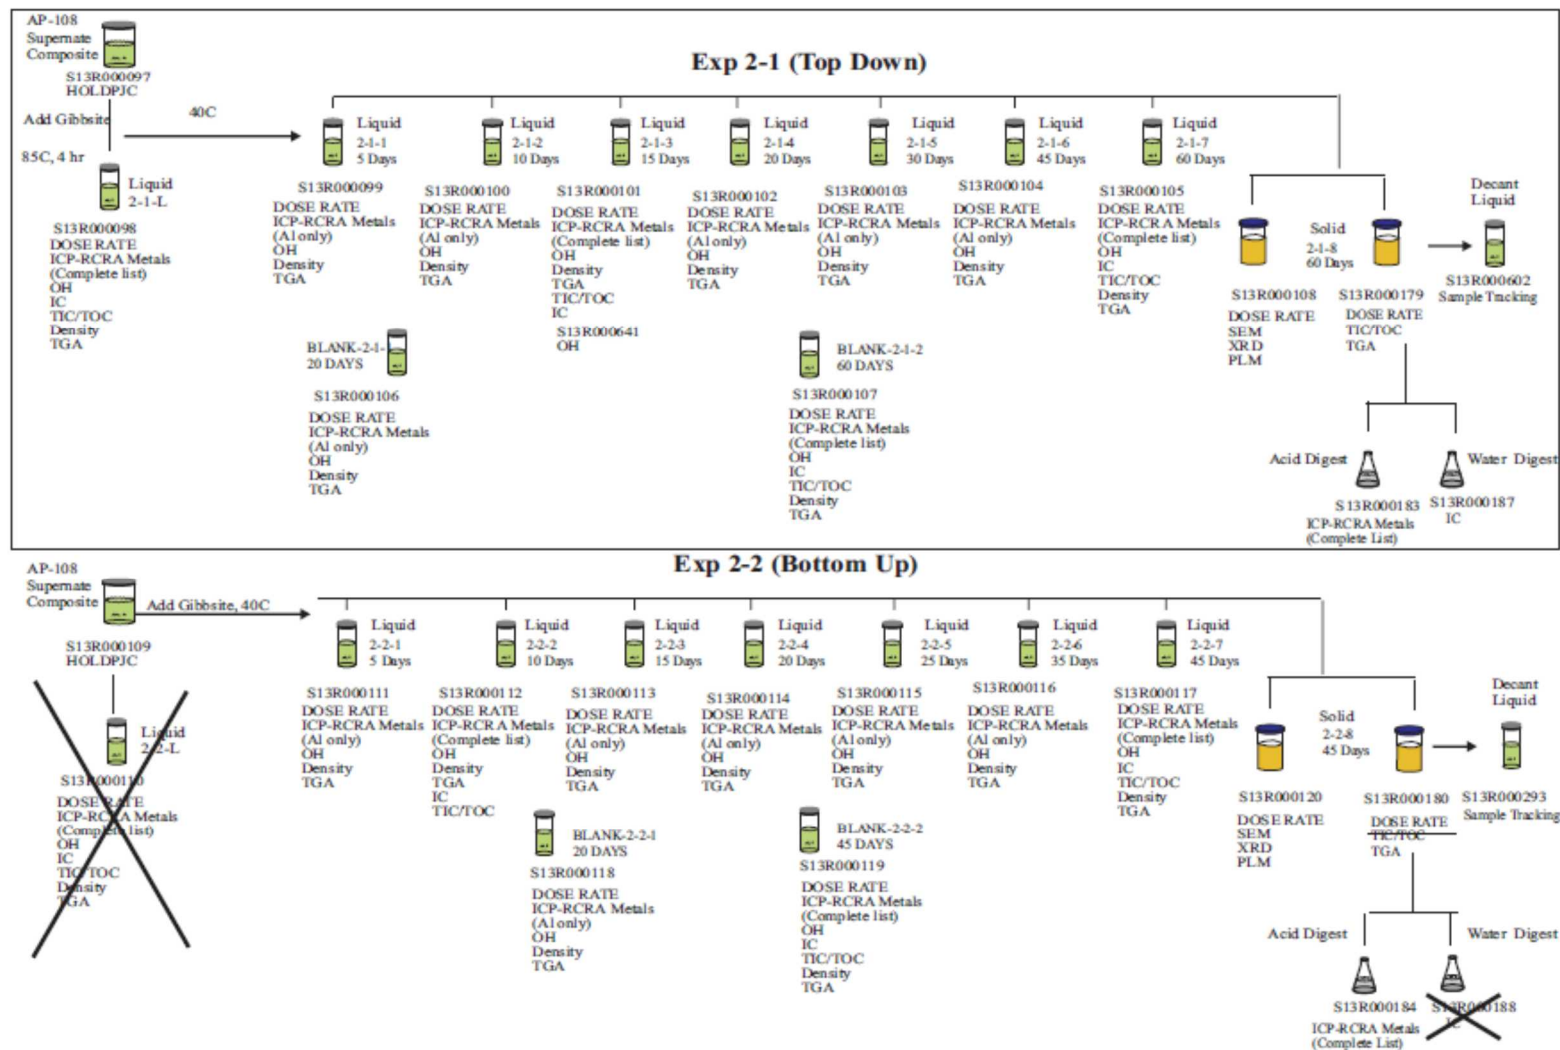 AP-108
Supernate
Composite
S13R000097
HOLDPJC
Add Gibbsite
40C
85C, 4 hr
Liquid
2-1-L
S13R000098
DOSE RATE
ICP-RCRA Metals
(Complete list)
OH
IC
TIC/TOC
Density
TGA
Exp 2-1 (Top Down)
Liquid
2-1-1
5 Days
S13R000099
DOSE RATE
ICP-RCRA Metals
(Al only)
OH
Density
TGA
Liquid
2-1-2
10 Days
S13R000100
DOSE RATE
ICP-RCRA Metals
(Al only)
OH
Density
TGA
Liquid
2-1-3
15 Days
S13R000101
DOSE RATE
ICP-RCRA Metals
(Complete list)
OH
Density
TGA
TIC/TOC
IC
S13R000641
OH
Liquid
2-1-4
20 Days
S13R000102
DOSE RATE
ICP-RCRA Metals
(Al only)
OH
Density
TGA
Liquid
2-1-5
30 Days
S13R000103
DOSE RATE
ICP-RCRA Metals
(Al only)
OH
Density
TGA
Liquid
2-1-6
45 Days
S13R000104
DOSE RATE
ICP-RCRA Metals
(Al only)
OH
Density
TGA
Liquid
2-1-7
60 Days
S13R000105
DOSE RATE
ICP-RCRA Metals
(Complete list)
OH
IC
TIC/TOC
Density
TGA
Solid
2-1-8
60 Days
S13R000108
DOSE RATE
SEM
XRD
PLM
S13R000179
DOSE RATE
TIC/TOC
TGA
Decant
Liquid
S13R000602
Sample Tracking
BLANK-2-1-
20 DAYS
S13R000106
DOSE RATE
ICP-RCRA Metals
(Al only)
OH
Density
TGA
BLANK-2-1-2
60 DAYS
S13R000107
DOSE RATE
ICP-RCRA Metals
(Complete list)
OH
IC
TIC/TOC
Density
TGA
Acid Digest
Water Digest
S13R000183
ICP-RCRA Metals
(Complete List)
S13R000187
IC
Exp 2-2 (Bottom Up)
AP-108
Supernate
Composite
Add Gibbsite, 40C
S13R000109
HOLDPJC
Liquid
2-2-L
S13R000110
DOSE RATE
ICP-RCRA Metals
(Complete list)
OH
IC
TIC/TOC
Density
TGA
Liquid
2-2-1
5 Days
S13R000111
DOSE RATE
ICP-RCRA Metals
(Al only)
OH
Density
TGA
Liquid
2-2-2
10 Days
S13R000112
DOSE RATE
ICP-RCRA Metals
(Complete list)
OH
Density
TGA
IC
TIC/TOC
Liquid
2-2-3
15 Days
S13R000113
DOSE RATE
ICP-RCRA Metals
(Al only)
OH
Density
TGA
Liquid
2-2-4
20 Days
S13R000114
DOSE RATE
ICP-RCRA Metals
(Al only)
OH
Density
TGA
Liquid
2-2-5
25 Days
S13R000115
DOSE RATE
ICP-RCRA Metals
(Al only)
OH
Density
TGA
Liquid
2-2-6
35 Days
S13R000116
DOSE RATE
ICP-RCRA Metals
(Al only)
OH
Density
TGA
Liquid
2-2-7
45 Days
S13R000117
DOSE RATE
ICP-RCRA Metals
(Complete list)
OH
IC
TIC/TOC
Density
TGA
Solid
2-2-8
45 Days
S13R000120
DOSE RATE
SEM
XRD
PLM
S13R000180
DOSE RATE
TIC/TOC
TGA
Decant
Liquid
S13R000293
Sample Tracking
BLANK-2-2-1
20 DAYS
S13R000118
DOSE RATE
ICP-RCRA Metals
(Al only)
OH
Density
TGA
BLANK-2-2-2
45 DAYS
S13R000119
DOSE RATE
ICP-RCRA Metals
(Complete list)
OH
IC
TIC/TOC
Density
TGA
Acid Digest
Water Digest
S13R000184
ICP-RCRA Metals
(Complete List)
S13R000188
IC